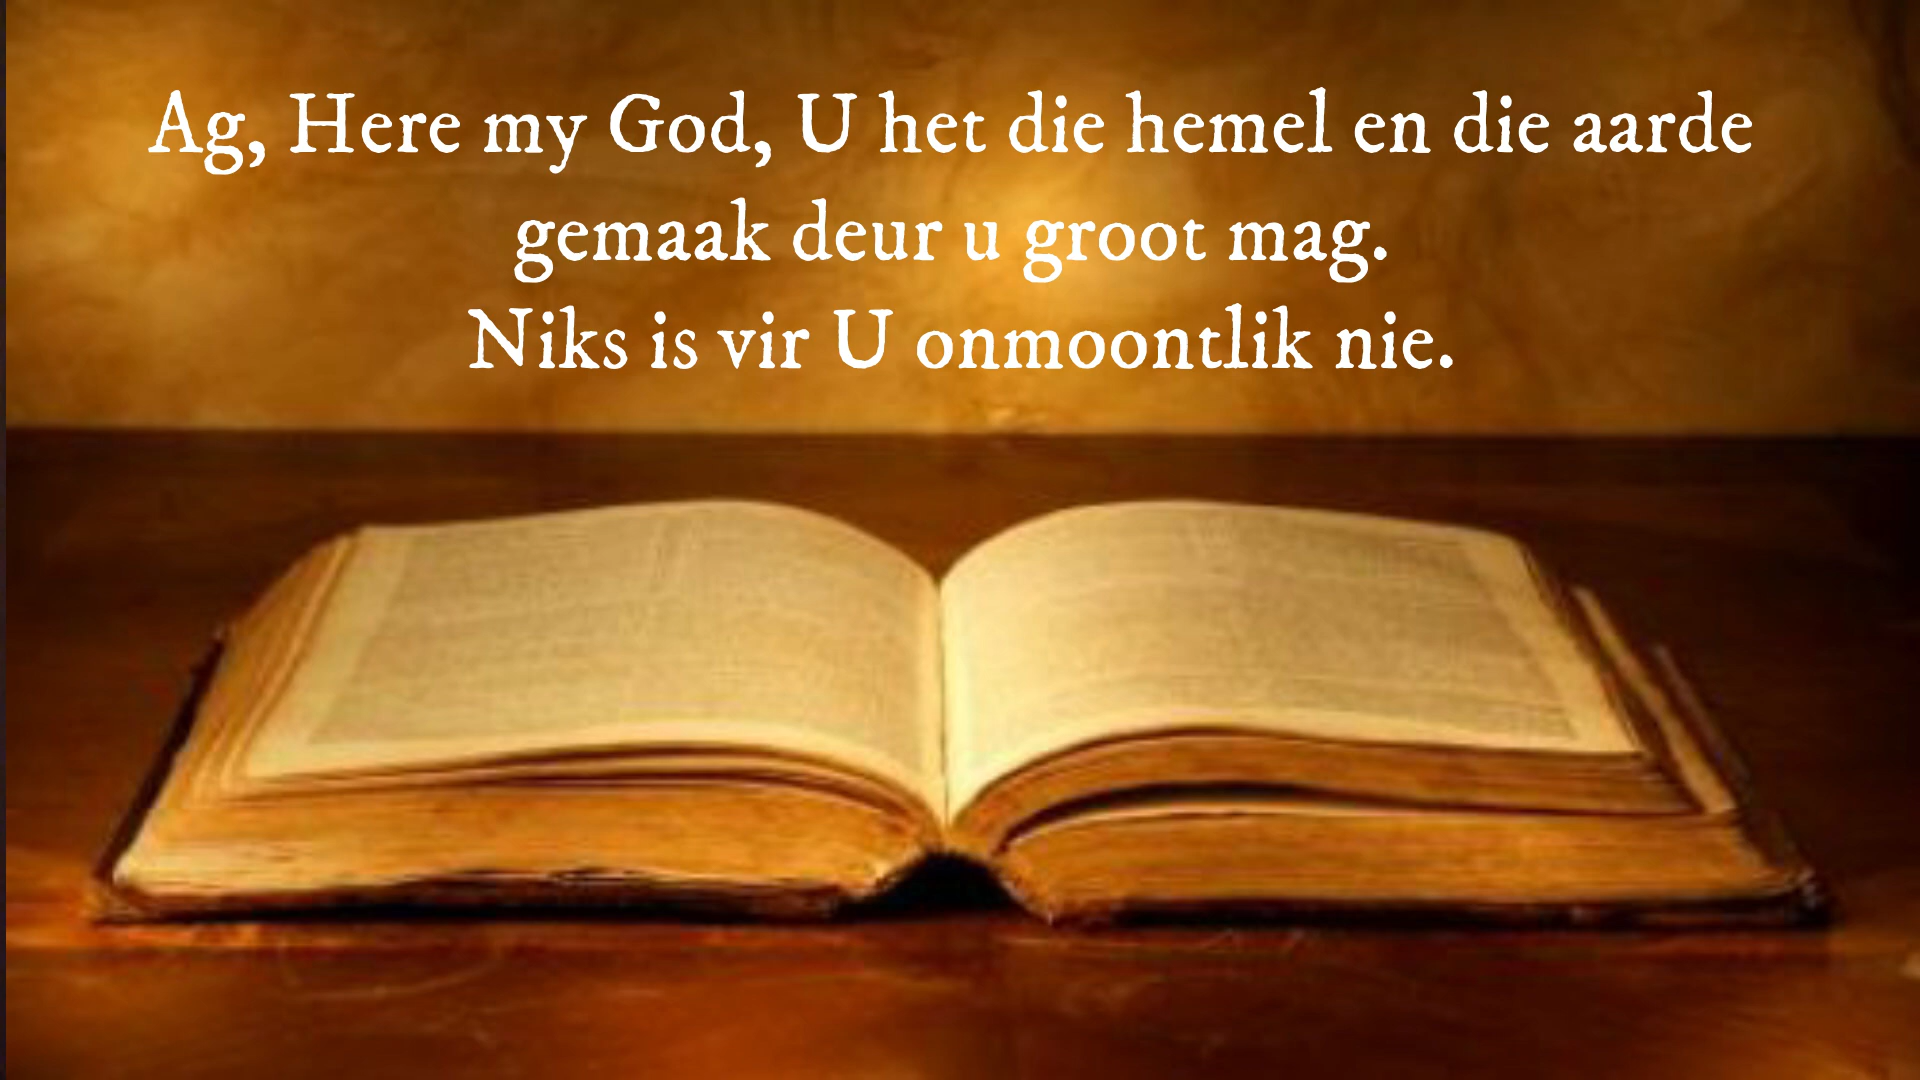 Ag, Here my God, U het die hemel en die aarde
gemaak deur u groot mag.
Niks is vir U onmoontlik nie.